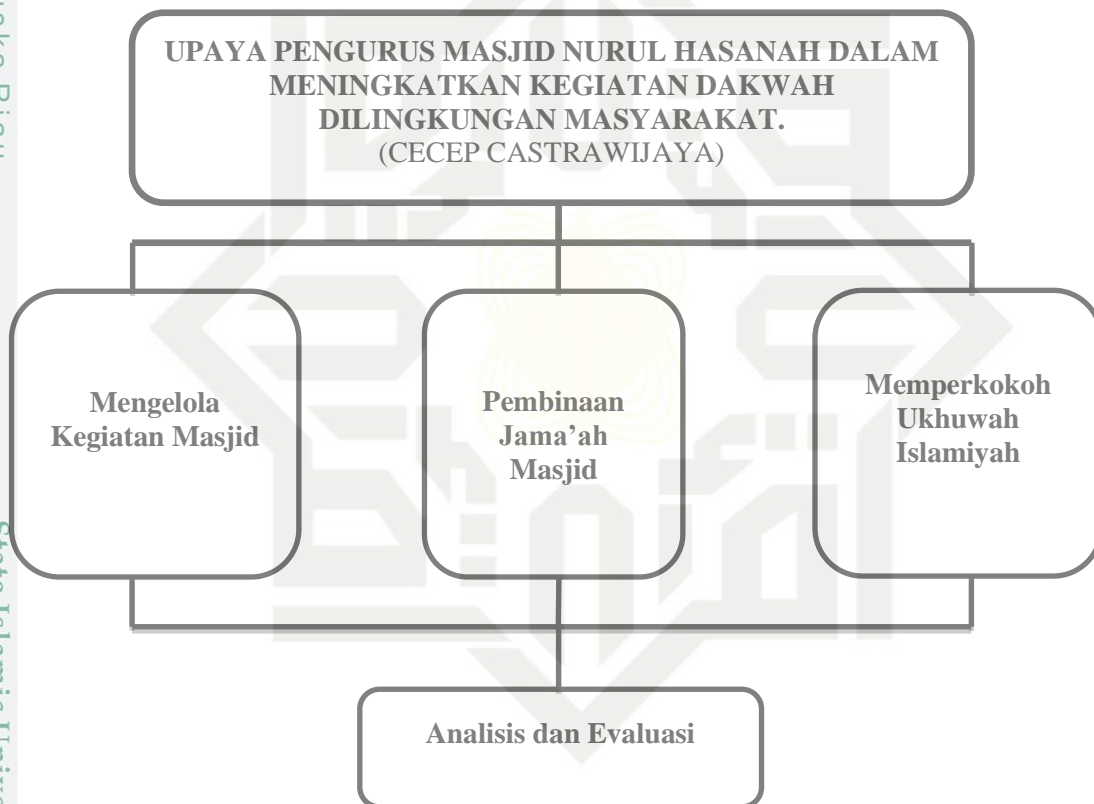 UPAYA PENGURUS MASJID NURUL HASANAH DALAM
MENINGKATKAN KEGIATAN DAKWAH
DILINGKUNGAN MASYARAKAT.
(CECEP CASTRAWIJAYA)
Mengelola
Kegiatan Masjid
Pembinaan
Jama’ah
Masjid
Memperkokoh
Ukhuwah
Islamiyah
Analisis dan Evaluasi